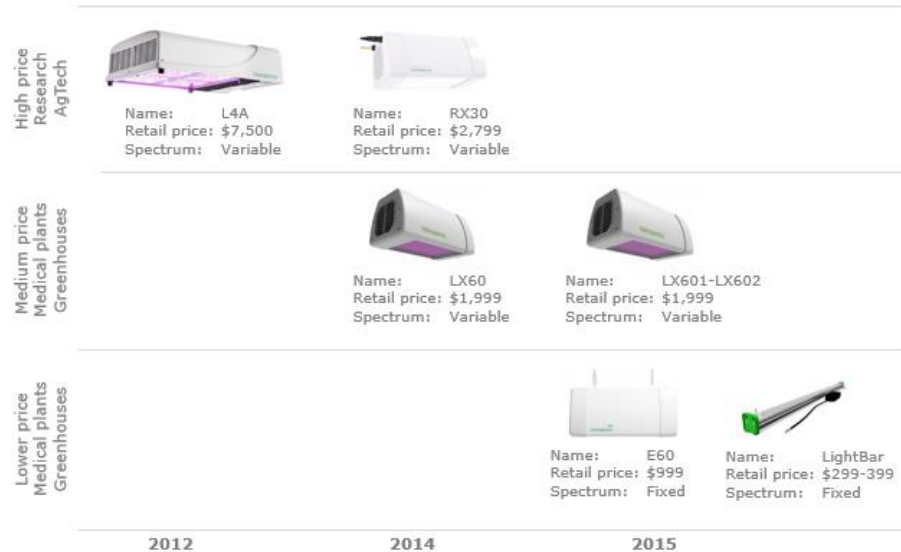 High price
Research
AgTech
Name: L4A
Retail price: $7,500
Spectrum: Variable
Name: RX30
Retail price: $2,799
Spectrum: Variable
Medium price
Medical plants
Greenhouses
Name: LX60
Retail price: $1,999
Spectrum: Variable
Name: LX601-LX602
Retail price: $1,999
Spectrum: Variable
Lower price
Medical plants
Greenhouses
Name: E60
Retail price: $999
Spectrum: Fixed
Name: LightBar
Retail price: $299-399
Spectrum: Fixed
2012 2014 2015